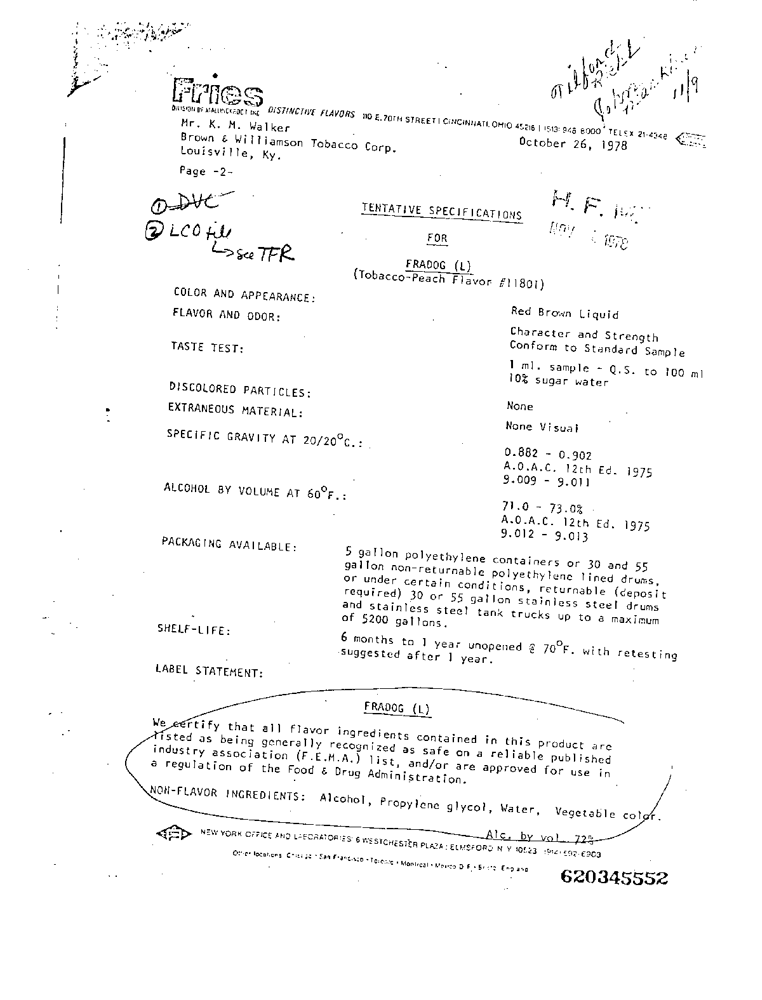 Fries
DISTINCTIVE FLAVORS 110 E. 70TH STREET | CINCINNATI, OHIO 45216 | (513) 948 8000 TELEX 21-4348
Mr. K. M. Walker
October 26, 1978
Brown & Williamson Tobacco Corp.
Louisville, Ky.
Page -2-
11/9
① DVC
② LCO file
↳ see TFR
H. F.
NOV 1978
TENTATIVE SPECIFICATIONS
FOR
FRADOG (L)
(Tobacco-Peach Flavor #11801)
COLOR AND APPEARANCE:
Red Brown Liquid
FLAVOR AND ODOR:
Character and Strength
Conform to Standard Sample
TASTE TEST:
1 ml. sample - Q.S. to 100 ml
10% sugar water
DISCOLORED PARTICLES:
None
EXTRANEOUS MATERIAL:
None Visual
SPECIFIC GRAVITY AT 20/20°C.:
0.882 - 0.902
A.O.A.C. 12th Ed. 1975
9.009 - 9.011
ALCOHOL BY VOLUME AT 60°F.:
71.0 - 73.0%
A.O.A.C. 12th Ed. 1975
9.012 - 9.013
PACKAGING AVAILABLE:
5 gallon polyethylene containers or 30 and 55
gallon non-returnable polyethylene lined drums,
or under certain conditions, returnable (deposit
required) 30 or 55 gallon stainless steel drums
and stainless steel tank trucks up to a maximum
of 5200 gallons.
SHELF-LIFE:
6 months to 1 year unopened @ 70°F. with retesting
suggested after 1 year.
LABEL STATEMENT:
FRADOG (L)
We certify that all flavor ingredients contained in this product are
listed as being generally recognized as safe on a reliable published
industry association (F.E.M.A.) list, and/or are approved for use in
a regulation of the Food & Drug Administration.
NON-FLAVOR INGREDIENTS: Alcohol, Propylene glycol, Water, Vegetable color.
Alc. by vol. 72%
NEW YORK OFFICE AND LABORATORIES: 6 WESTCHESTER PLAZA; ELMSFORD N Y 10523
Other locations: Chicago • San Francisco • Toronto • Montreal • Mexico D.F. • England
620345552